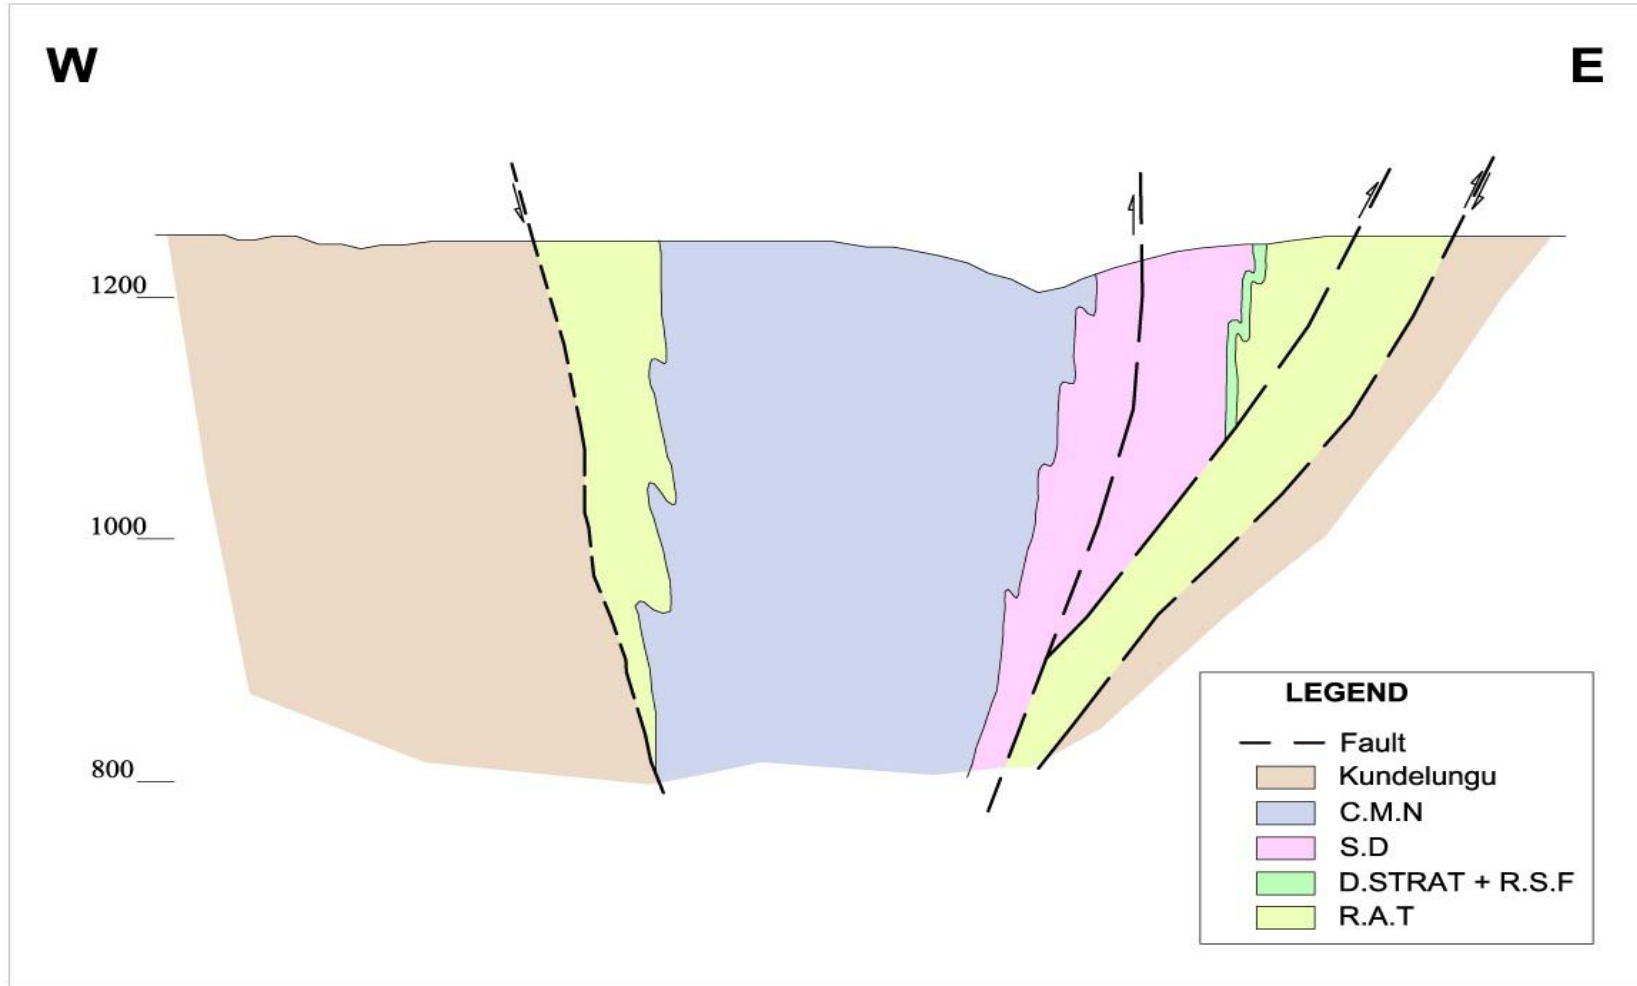 W
E
1200
1000
800
LEGEND
Fault
Kundelungu
C.M.N
S.D
D.STRAT + R.S.F
R.A.T